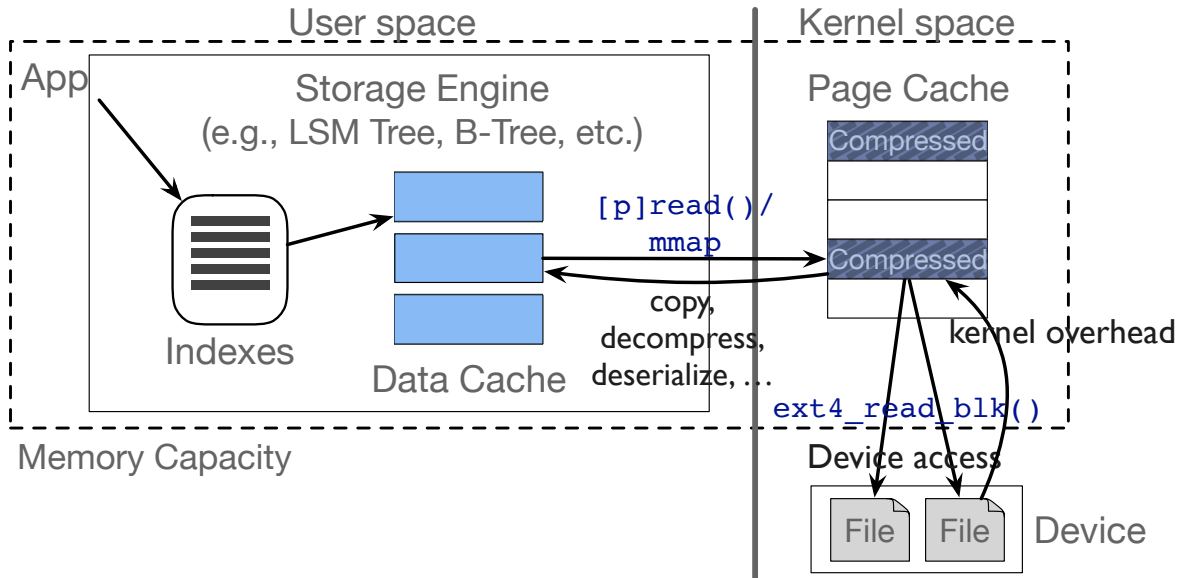 User space
Kernel space
App
Storage Engine
(e.g., LSM Tree, B-Tree, etc.)
Page Cache
Compressed
[p]read()/
mmap
Compressed
copy,
decompress,
deserialize, …
kernel overhead
Indexes
Data Cache
ext4_read_blk()
Memory Capacity
Device access
File
File
Device